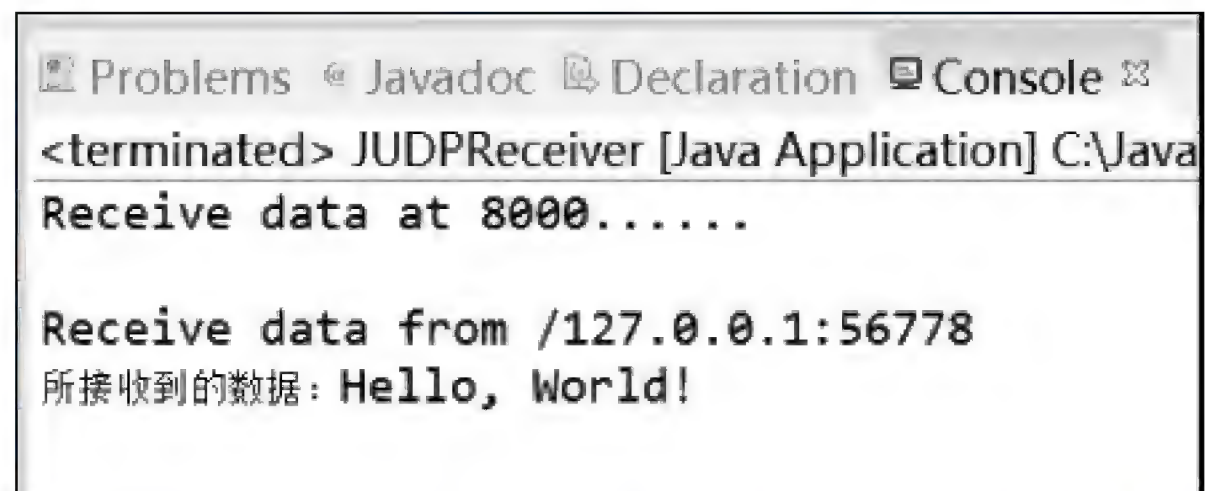 Problems @ Javadoc Declaration Console
<terminated> JUDPReceiver [Java Application] C:\Java
Receive data at 8000......
Receive data from /127.0.0.1:56778
所接收到的数据：Hello, World!